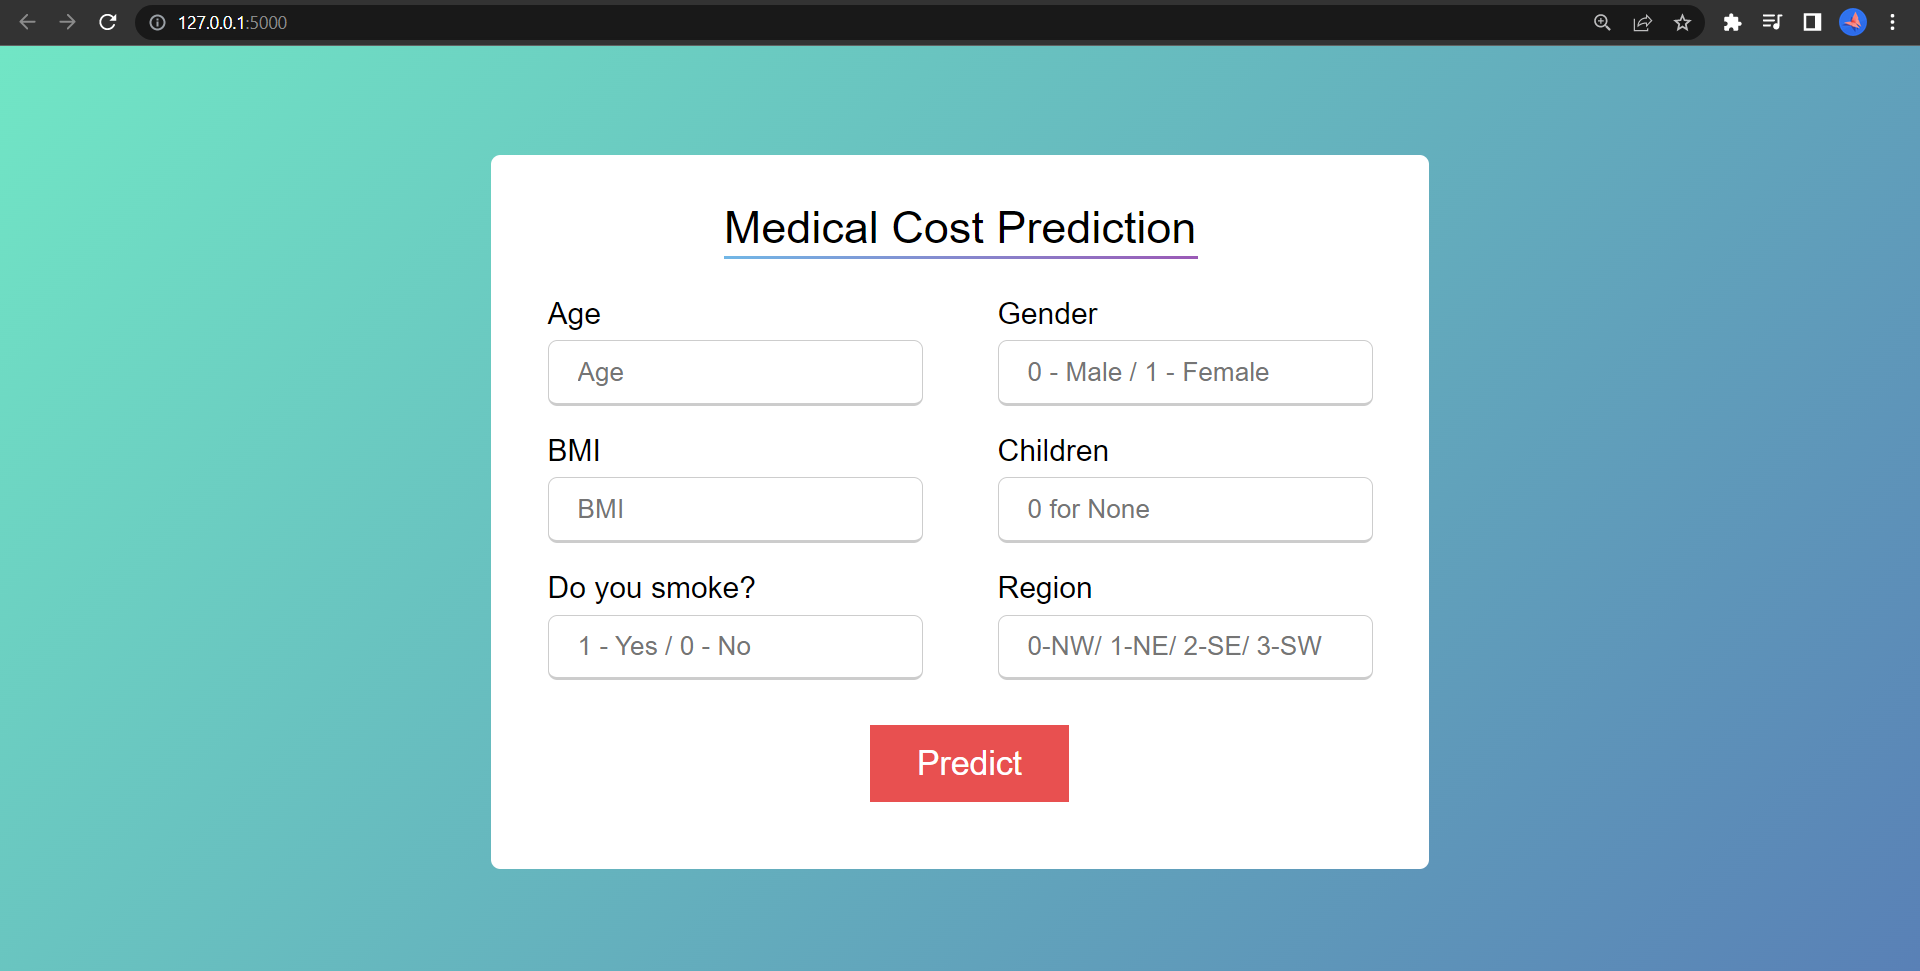 127.0.0.1:5000
Medical Cost Prediction
Age
Gender
Age
0 - Male / 1 - Female
BMI
Children
BMI
0 for None
Do you smoke?
Region
1 - Yes / 0 - No
0-NW/ 1-NE/ 2-SE/ 3-SW
Predict